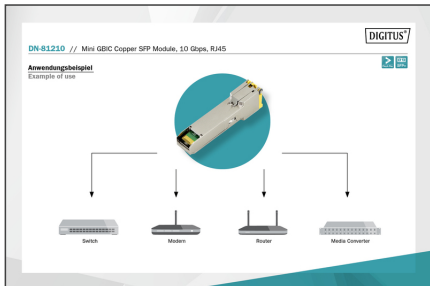 DIGITUS®
DN-81210 // Mini GBIC Copper SFP Module, 10 Gbps, RJ45
Anwendungsbeispiel
Example of use
Switch
Modem
Router
Media Converter